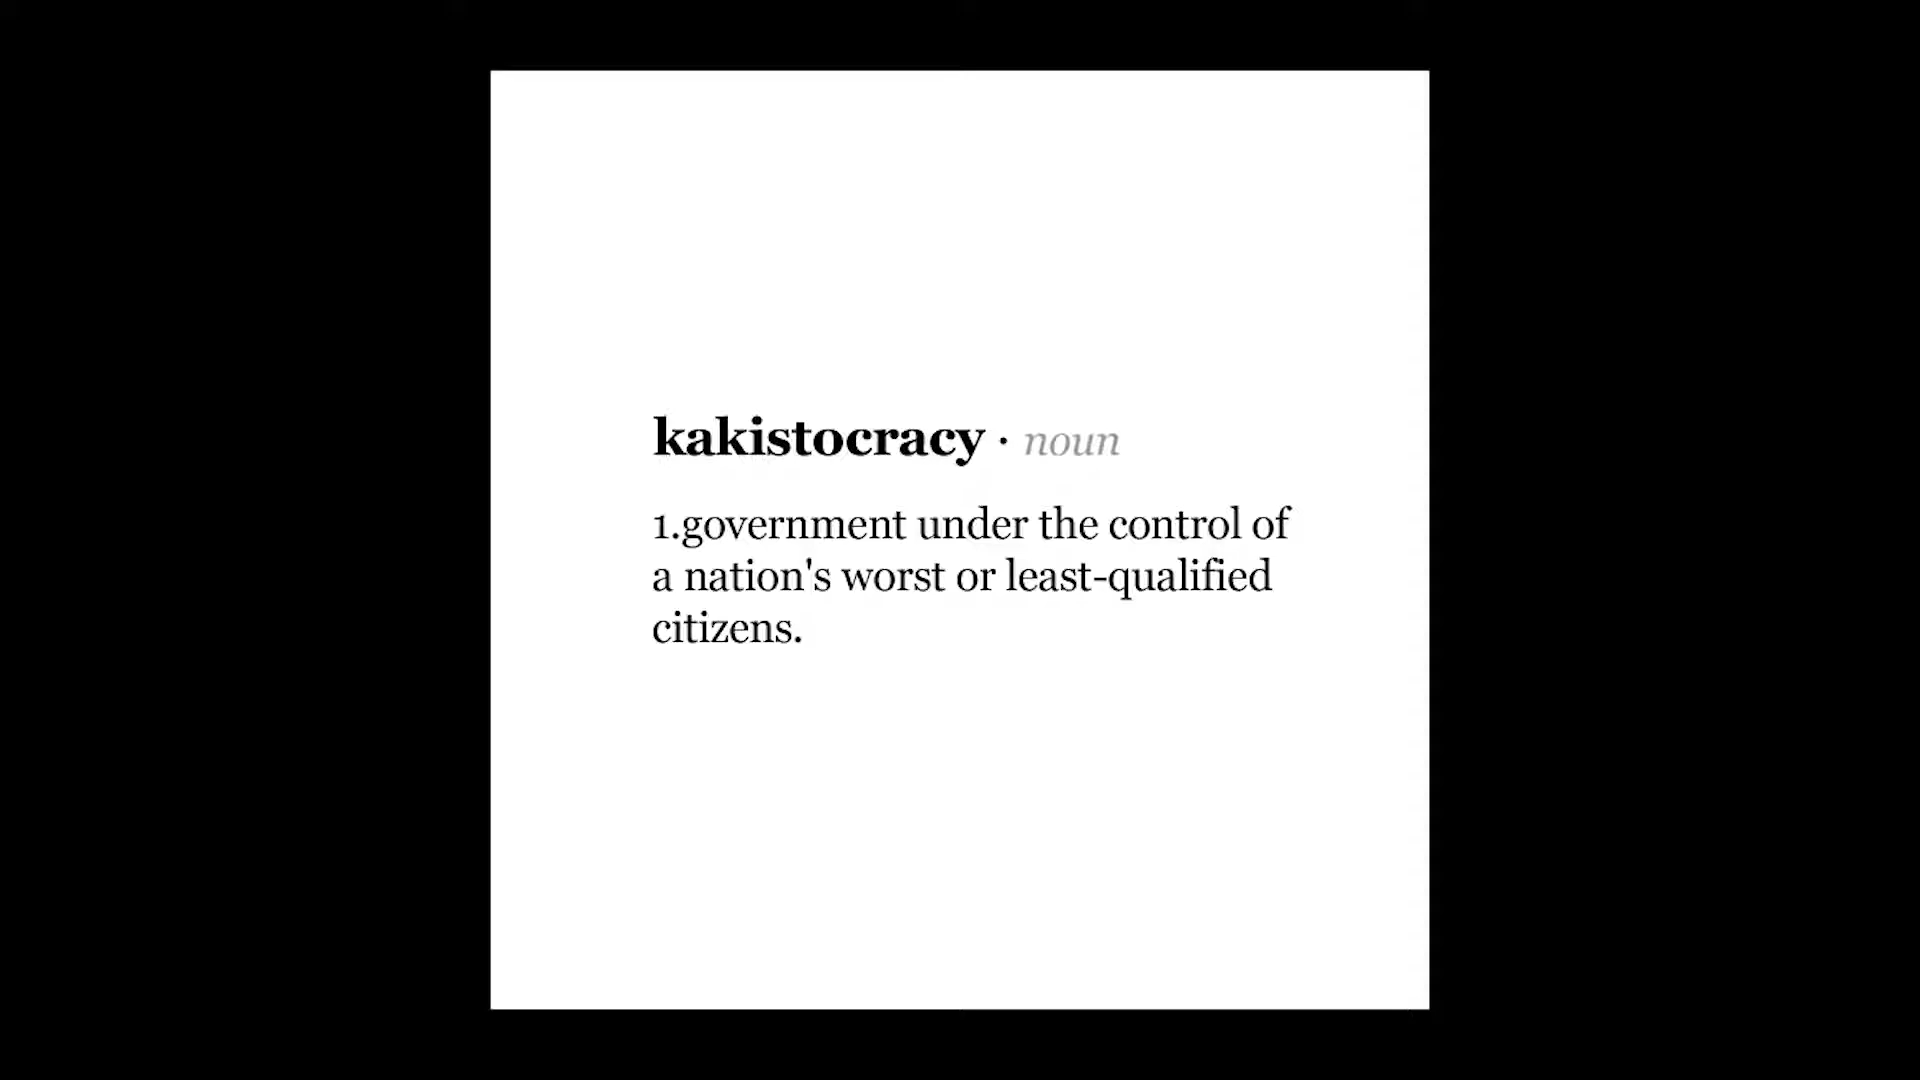 kakistocracy · noun
1.government under the control of
a nation's worst or least-qualified
citizens.